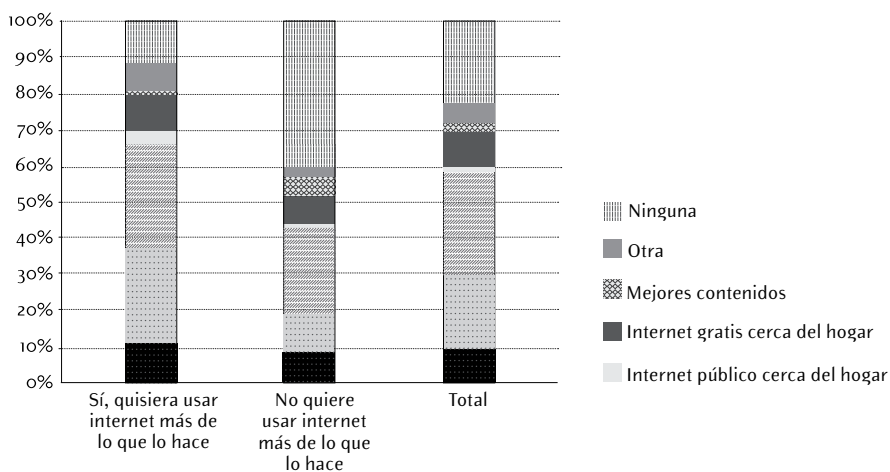 100%
90%
80%
70%
60%
50%
40%
30%
20%
10%
0%
Sí, quisiera usar
internet más de
lo que lo hace
No quiere
usar internet
más de lo que
lo hace
Total
Ninguna
Otra
Mejores contenidos
Internet gratis cerca del hogar
Internet público cerca del hogar